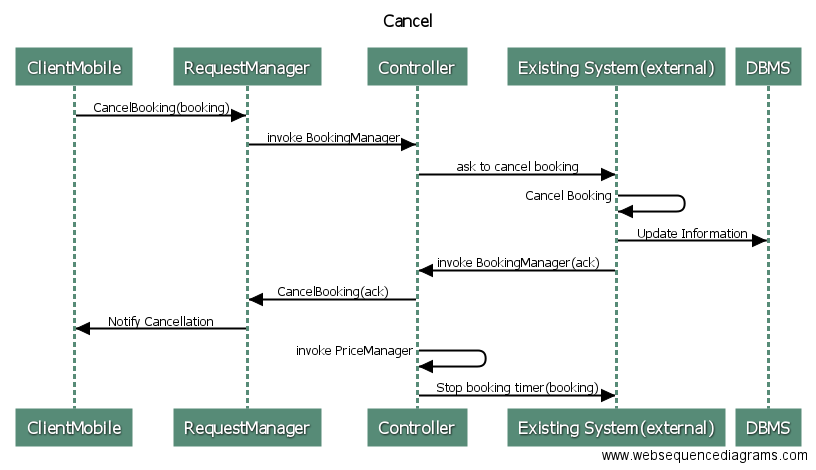 Cancel
ClientMobile RequestManager Controller Existing System(external) DBMS
CancelBooking(booking)
invoke BookingManager
ask to cancel booking
Cancel Booking
Update Information
invoke BookingManager(ack)
CancelBooking(ack)
Notify Cancellation
invoke PriceManager
Stop booking timer(booking)
ClientMobile RequestManager Controller Existing System(external) DBMS
www.websequencediagrams.com